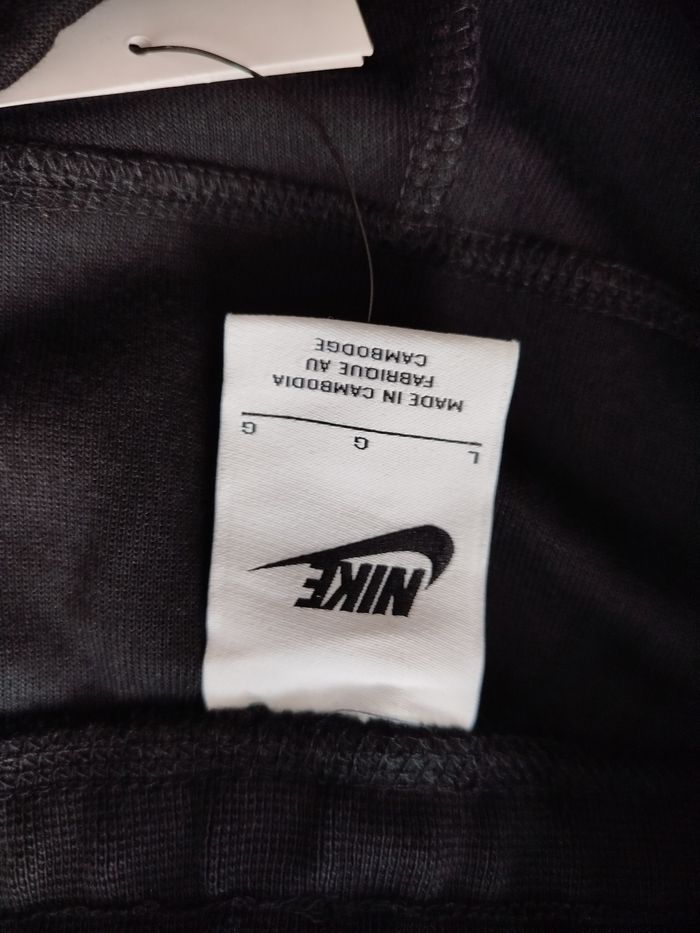 NIKE
L G G
MADE IN CAMBODIA
FABRIQUE AU
CAMBODGE